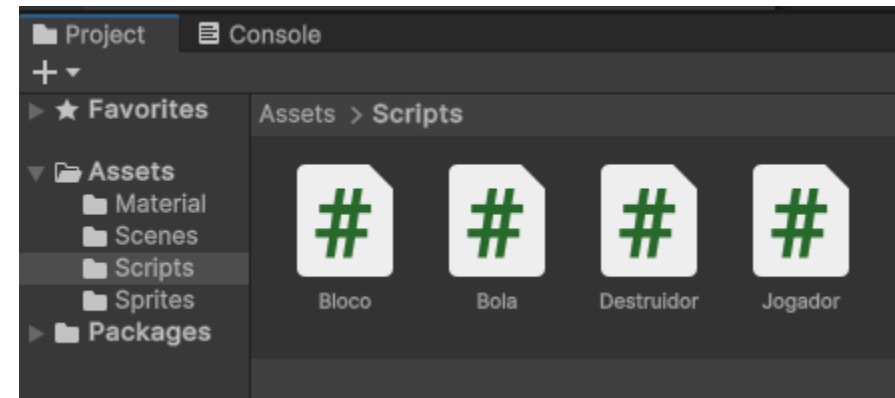 Project Console
Favorites
Assets > Scripts
Assets
Material
Scenes
Scripts
Sprites
Packages
Bloco Bola Destruidor Jogador